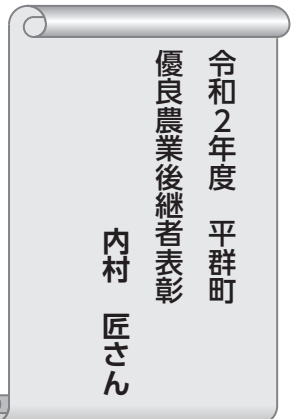 令和2年度　平群町
優良農業後継者表彰
内村　匠さん